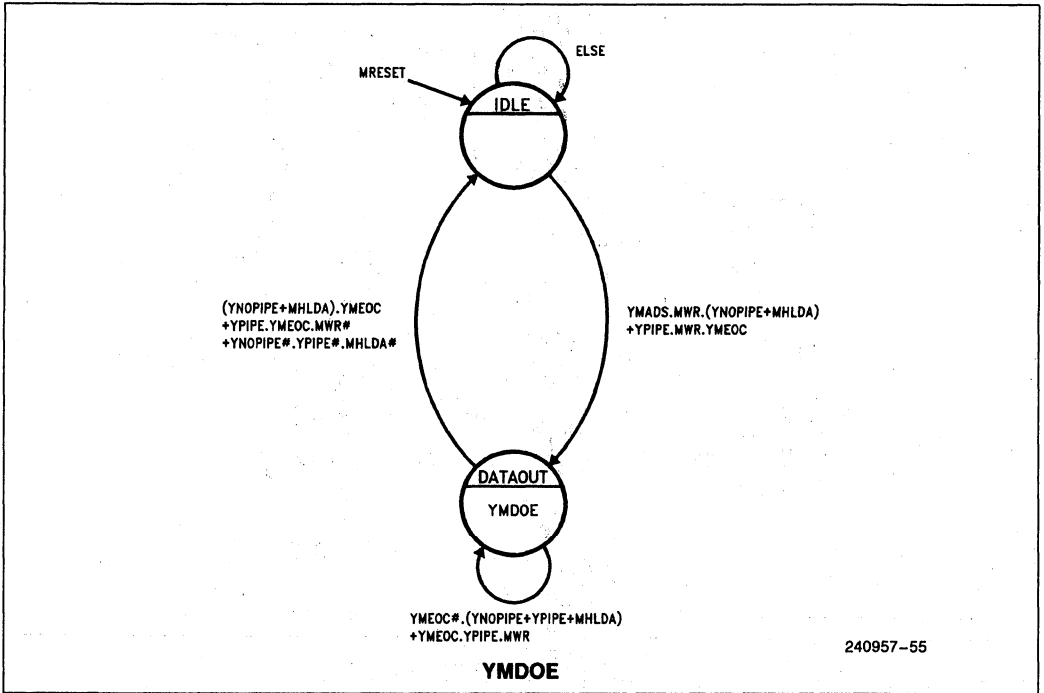 ELSE
MRESET
IDLE
(YNOPIPE+MHLDA).YMEOC
+YPIPE.YMEOC.MWR#
+YNOPIPE#.YPIPE#.MHLDA#
YMADS.MWR.(YNOPIPE+MHLDA)
+YPIPE.MWR.YMEOC
DATAOUT
YMDOE
YMEOC#.(YNOPIPE+YPIPE+MHLDA)
+YMEOC.YPIPE.MWR
240957-55
YMDOE